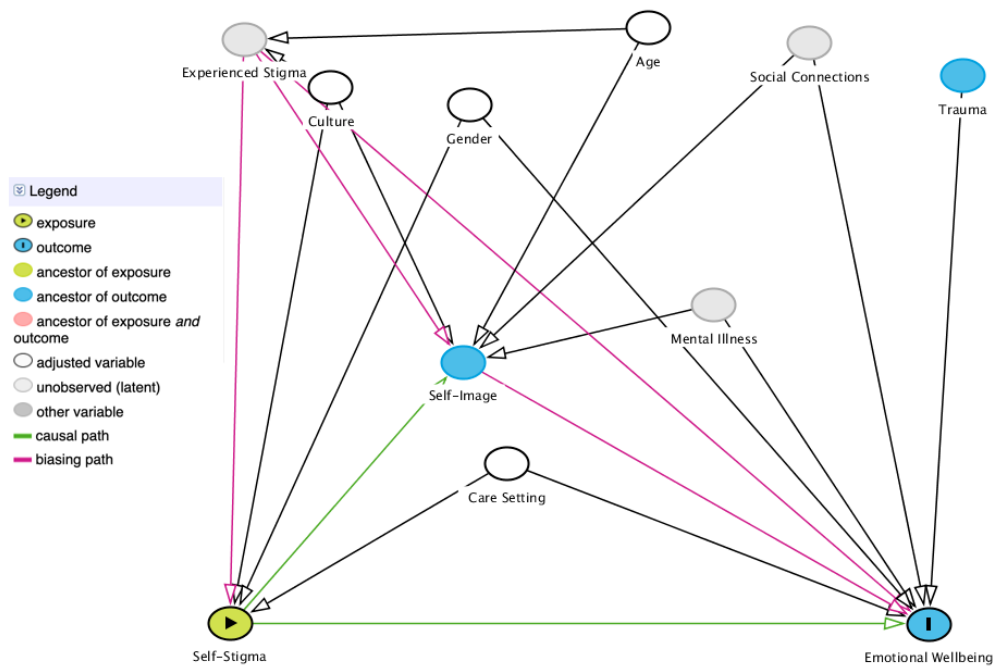 Age
Experienced Stigma
Social Connections
Culture
Gender
Trauma
Legend
exposure
outcome
ancestor of exposure
ancestor of outcome
ancestor of exposure and
outcome
adjusted variable
unobserved (latent)
other variable
causal path
biasing path
Mental Illness
Self-Image
Care Setting
Self-Stigma
Emotional Wellbeing